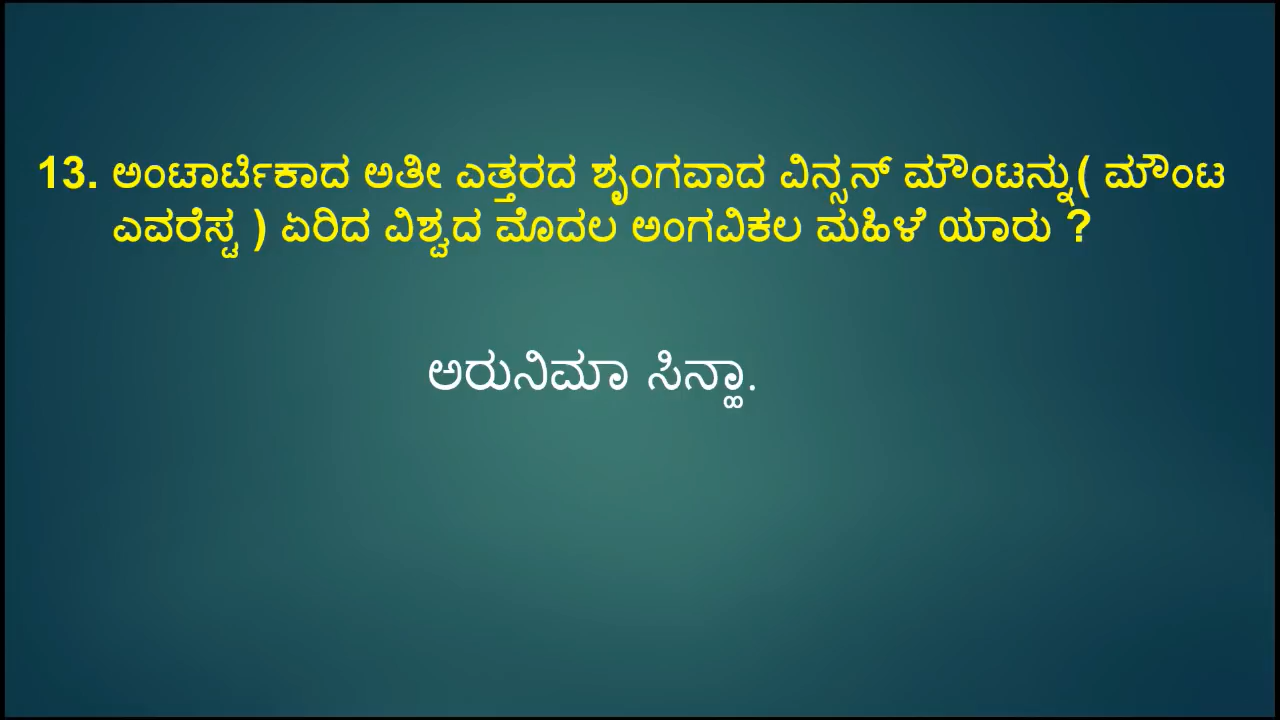 13. ಅಂಟಾರ್ಟಿಕಾದ ಅತೀ ಎತ್ತರದ ಶೃಂಗವಾದ ವಿನ್ಸನ್ ಮೌಂಟನ್ನು( ಮೌಂಟ
ಎವರೆಸ್ಟ ) ಏರಿದ ವಿಶ್ವದ ಮೊದಲ ಅಂಗವಿಕಲ ಮಹಿಳೆ ಯಾರು ?
ಅರುನಿಮಾ ಸಿನ್ಹಾ.